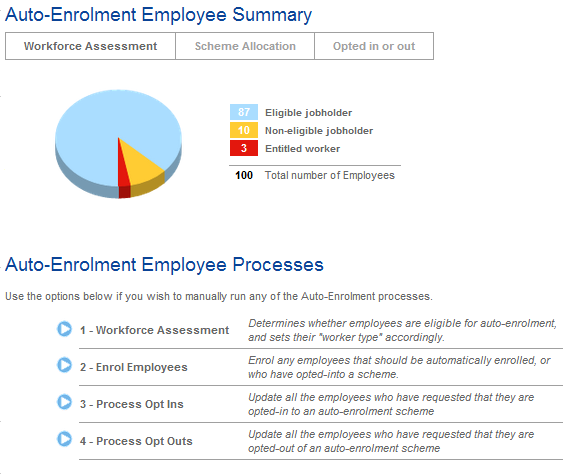 Auto-Enrolment Employee Summary
Workforce Assessment Scheme Allocation Opted in or out
87 Eligible jobholder
10 Non-eligible jobholder
3 Entitled worker
100 Total number of Employees
Auto-Enrolment Employee Processes
Use the options below if you wish to manually run any of the Auto-Enrolment processes.
1 - Workforce Assessment
Determines whether employees are eligible for auto-enrolment,
and sets their "worker type" accordingly.
2 - Enrol Employees
Enrol any employees that should be automatically enrolled, or
who have opted-into a scheme.
3 - Process Opt Ins
Update all the employees who have requested that they are
opted-in to an auto-enrolment scheme
4 - Process Opt Outs
Update all the employees who have requested that they are
opted-out of an auto-enrolment scheme